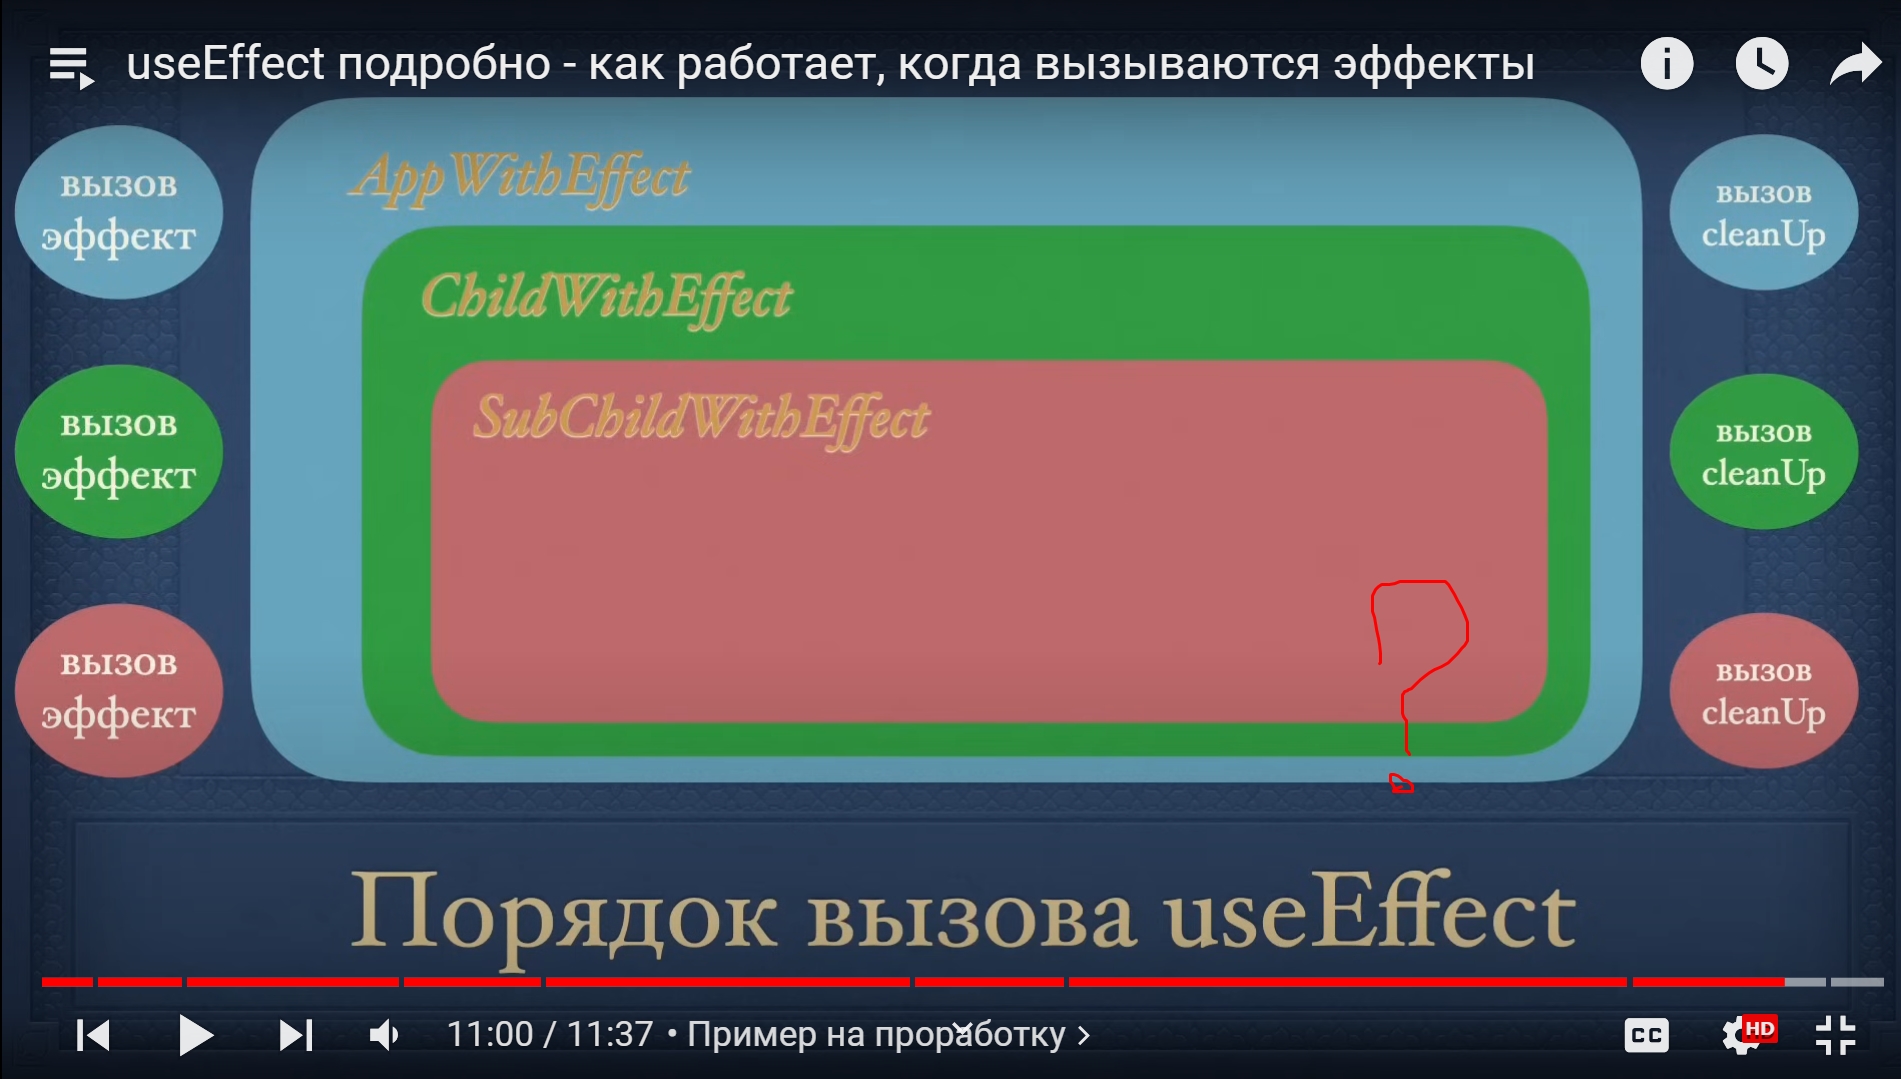 useEffect подробно - как работает, когда вызываются эффекты
вызов
эффект
AppWithEffect
вызов
cleanUp
ChildWithEffect
вызов
эффект
SubChildWithEffect
вызов
cleanUp
вызов
эффект
вызов
cleanUp
?
Порядок вызова useEffect
11:00 / 11:37 • Пример на проработку >
CC
HD